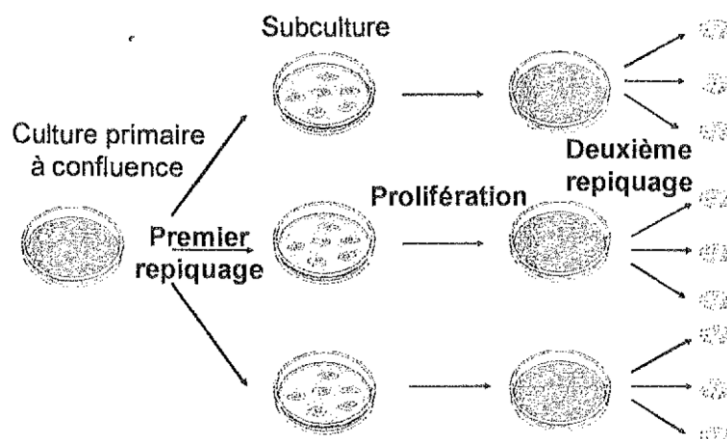 Subculture
Culture primaire
à confluence
Premier
repiquage
Prolifération
Deuxième
repiquage